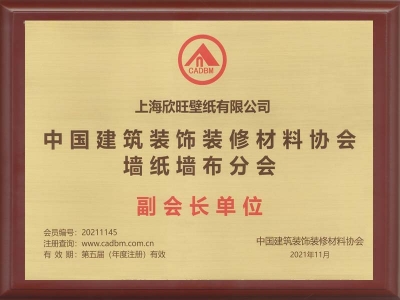 CADBM
上海欣旺壁纸有限公司
中国建筑装饰装修材料协会
墙纸墙布分会
副会长单位
会员编号：20211145
注册查询：www.cadbm.com.cn
有 效 期：第五届（年度注册）有效
中国建筑装饰装修材料协会
2021年11月